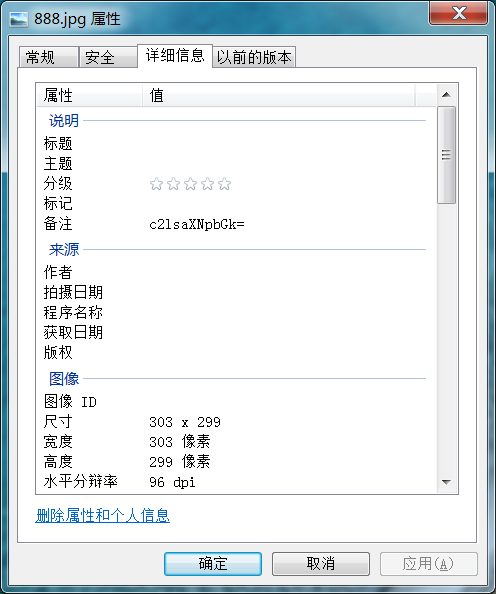 888.jpg 属性
常规 安全 详细信息 以前的版本
属性 值
说明
标题
主题
分级
标记
备注 c2lsaXNpbGk=
来源
作者
拍摄日期
程序名称
获取日期
版权
图像
图像 ID
尺寸 303 x 299
宽度 303 像素
高度 299 像素
水平分辩率 96 dpi
删除属性和个人信息
确定 取消 应用(A)